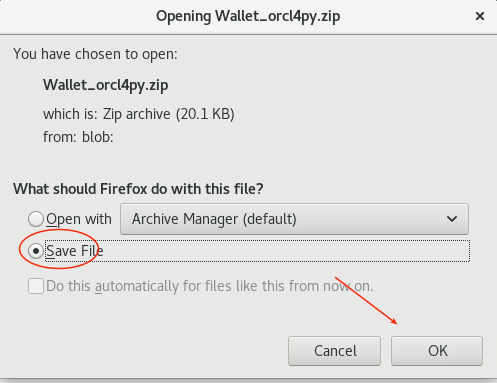 Opening Wallet_orcl4py.zip
You have chosen to open:
Wallet_orcl4py.zip
which is: Zip archive (20.1 KB)
from: blob:
What should Firefox do with this file?
Open with Archive Manager (default)
Save File
Do this automatically for files like this from now on.
Cancel OK